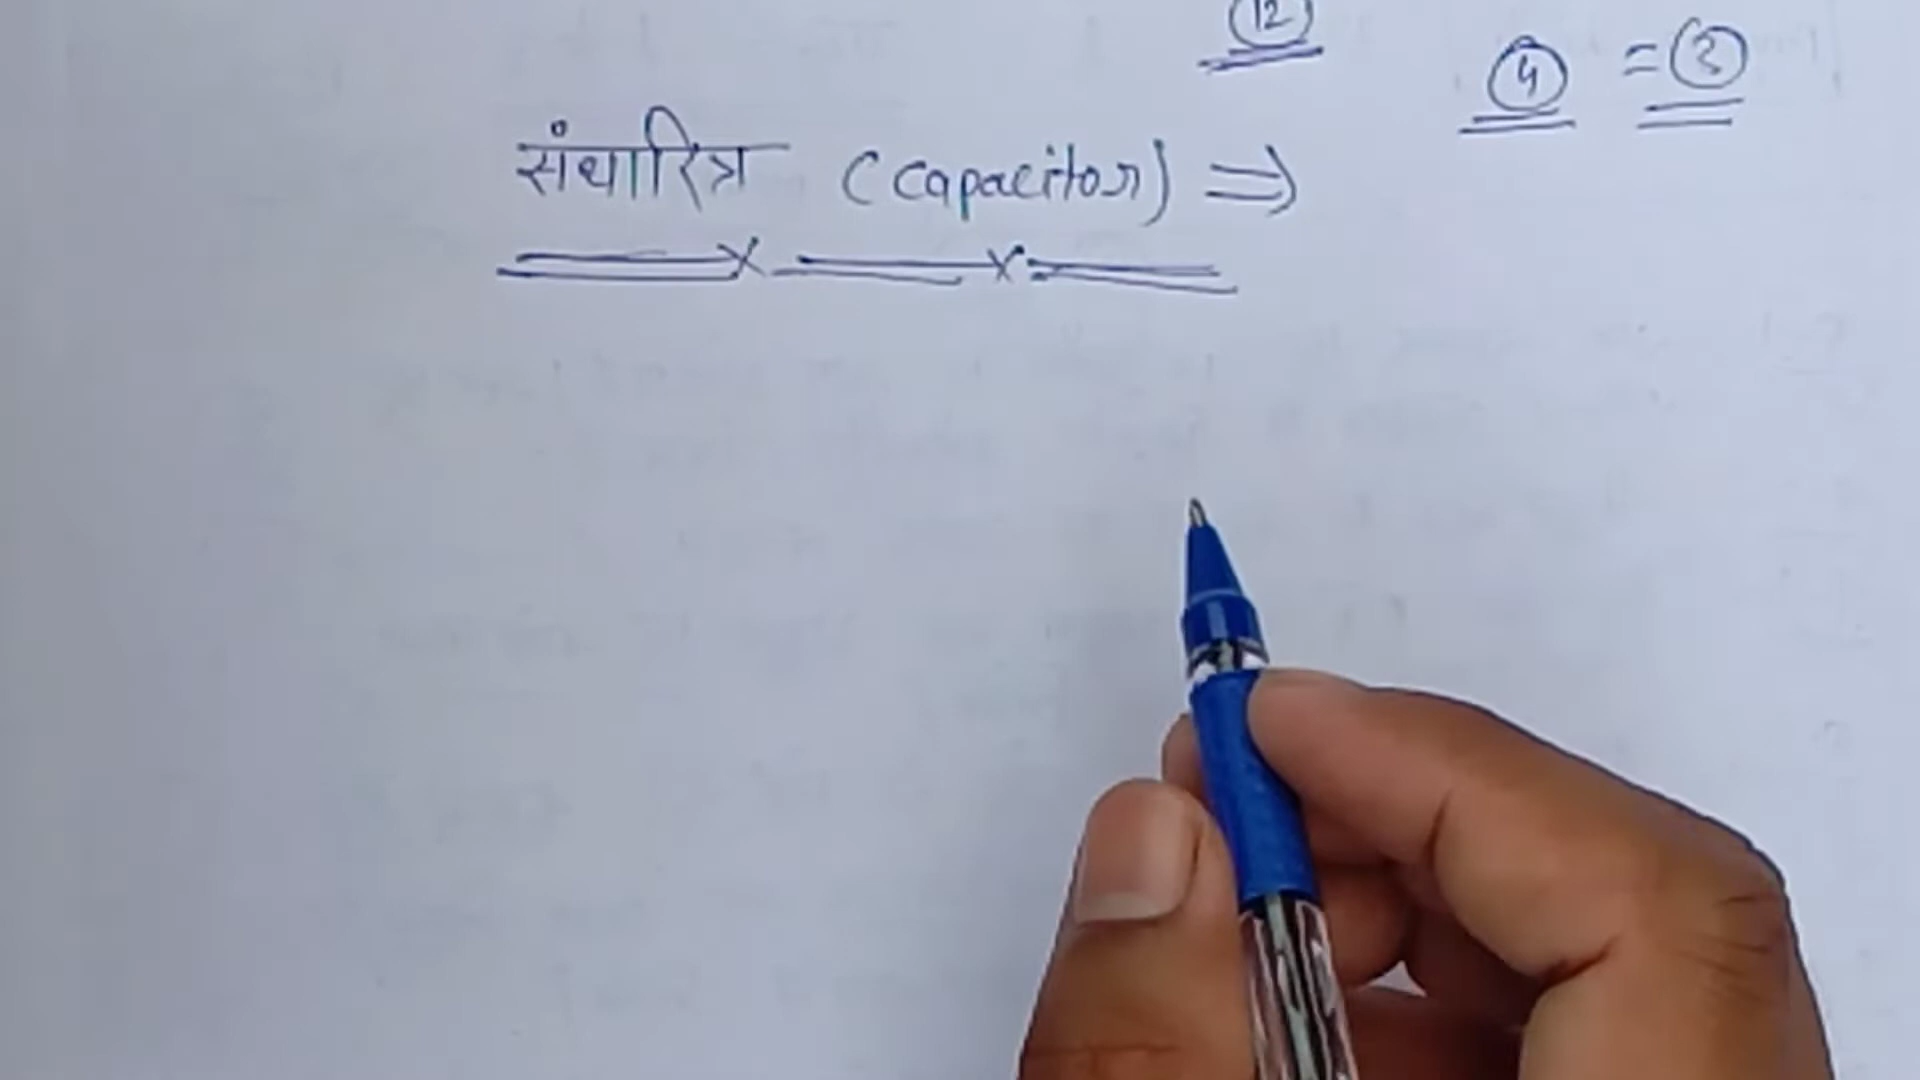 12
4 = 3
संधारित्र (capacitor) ⇒